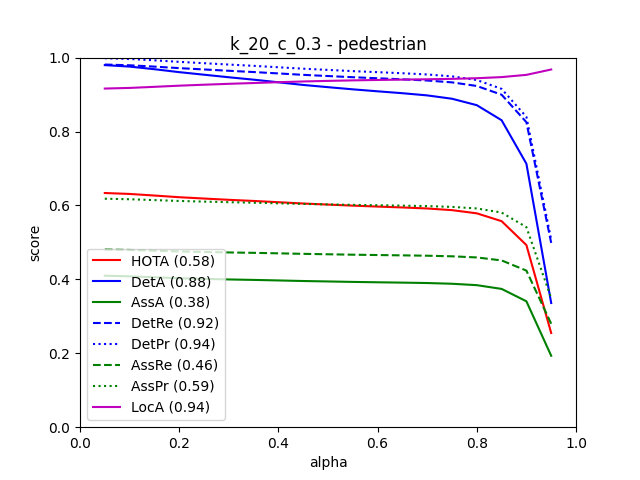 k_20_c_0.3 - pedestrian
1.0
0.8
0.6
0.4
0.2
0.0
score
HOTA (0.58)
DetA (0.88)
AssA (0.38)
DetRe (0.92)
DetPr (0.94)
AssRe (0.46)
AssPr (0.59)
LocA (0.94)
0.0 0.2 0.4 0.6 0.8 1.0
alpha